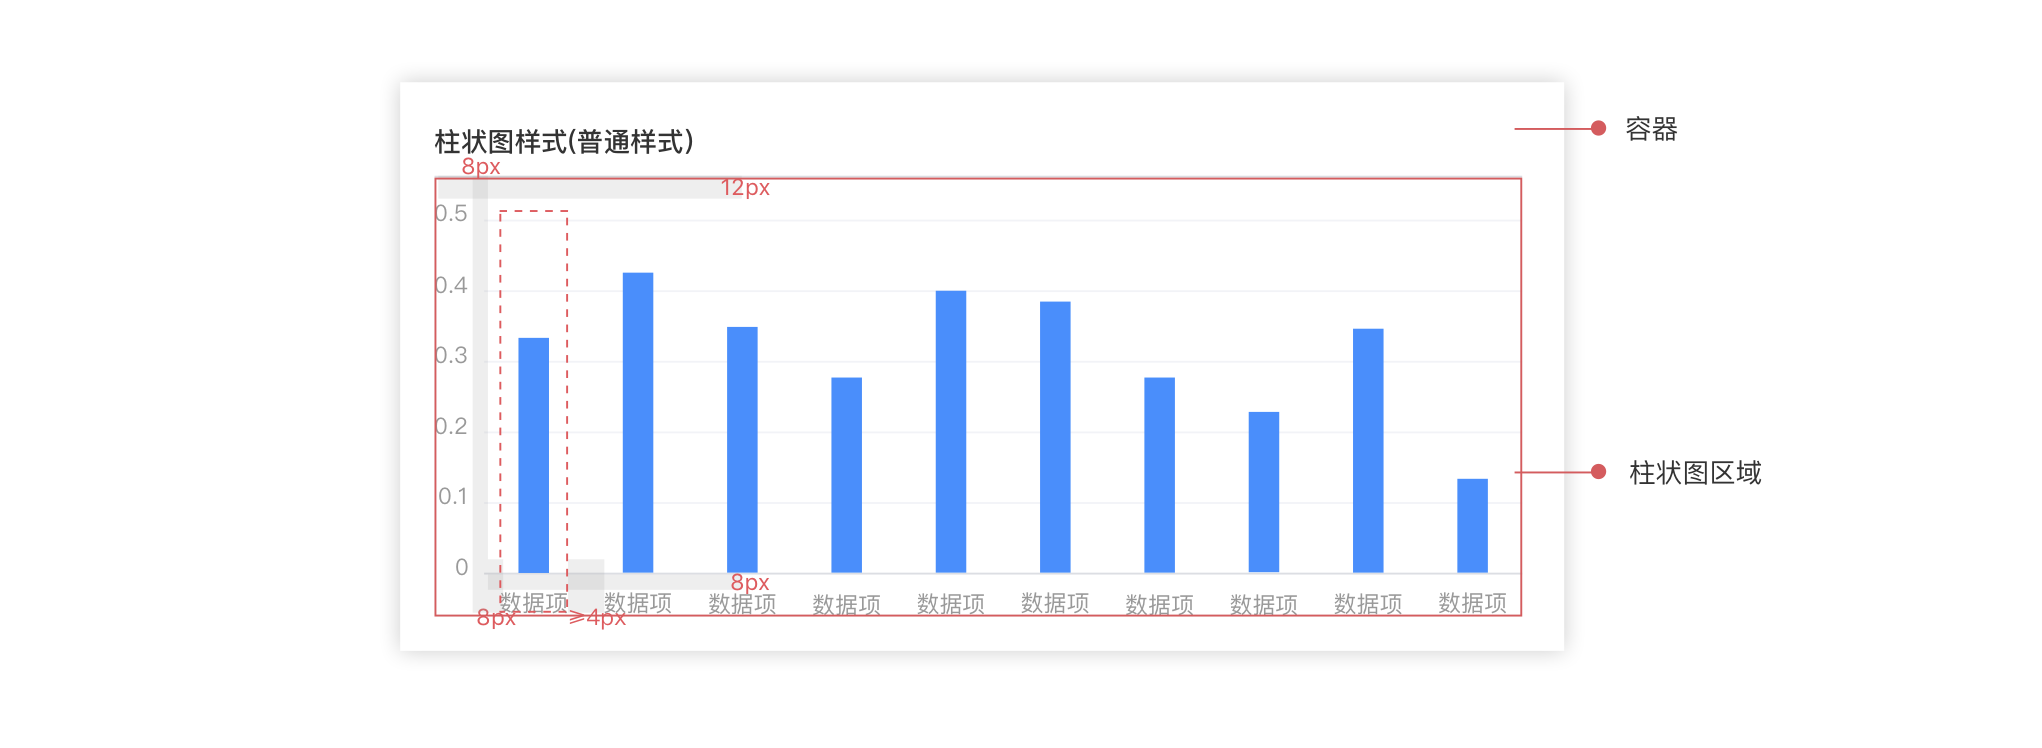 容器
柱状图样式(普通样式)
8px
12px
0.5
0.4
0.3
0.2
柱状图区域
0.1
0
8px
数据项 数据项 数据项 数据项 数据项 数据项 数据项 数据项 数据项 数据项
8px ⩾4px